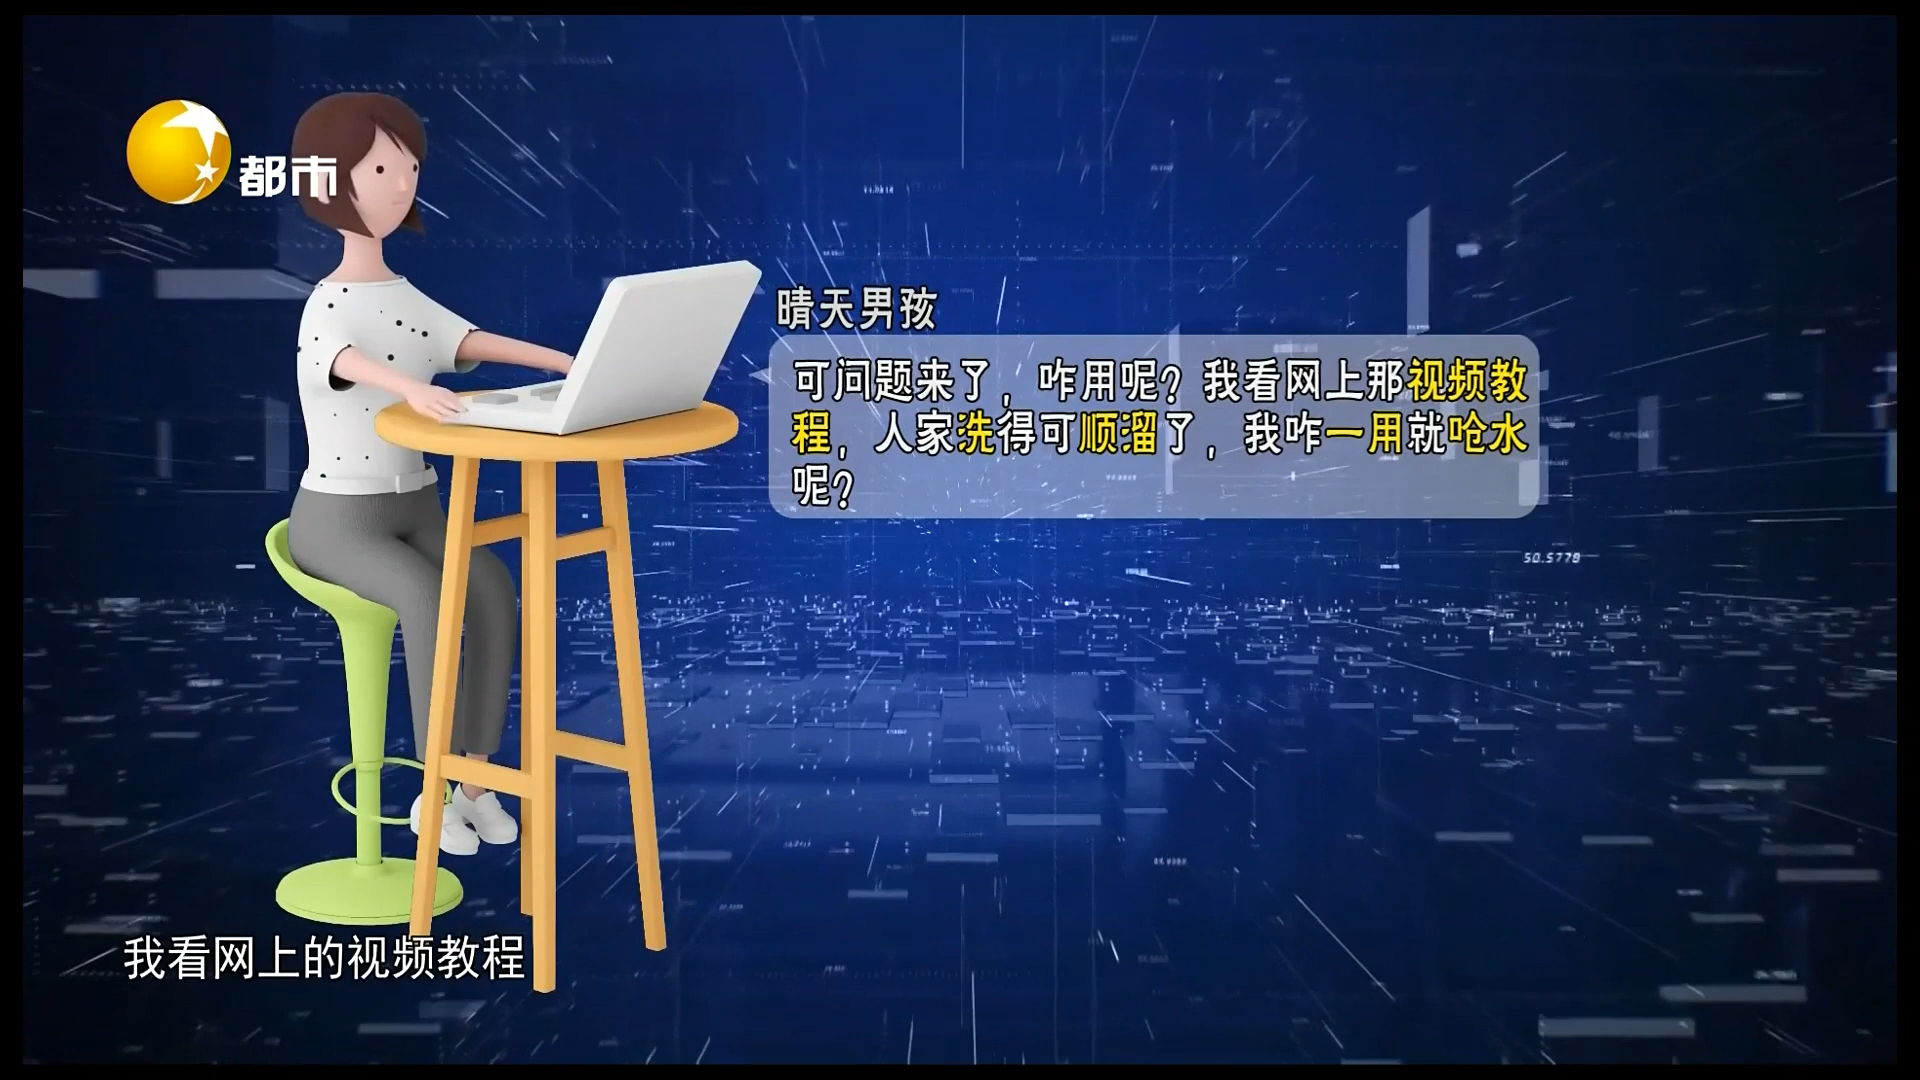 都市
晴天男孩
可问题来了，咋用呢？我看网上那视频教
程，人家洗得可顺溜了，我咋一用就呛水
呢？
50.5778
我看网上的视频教程